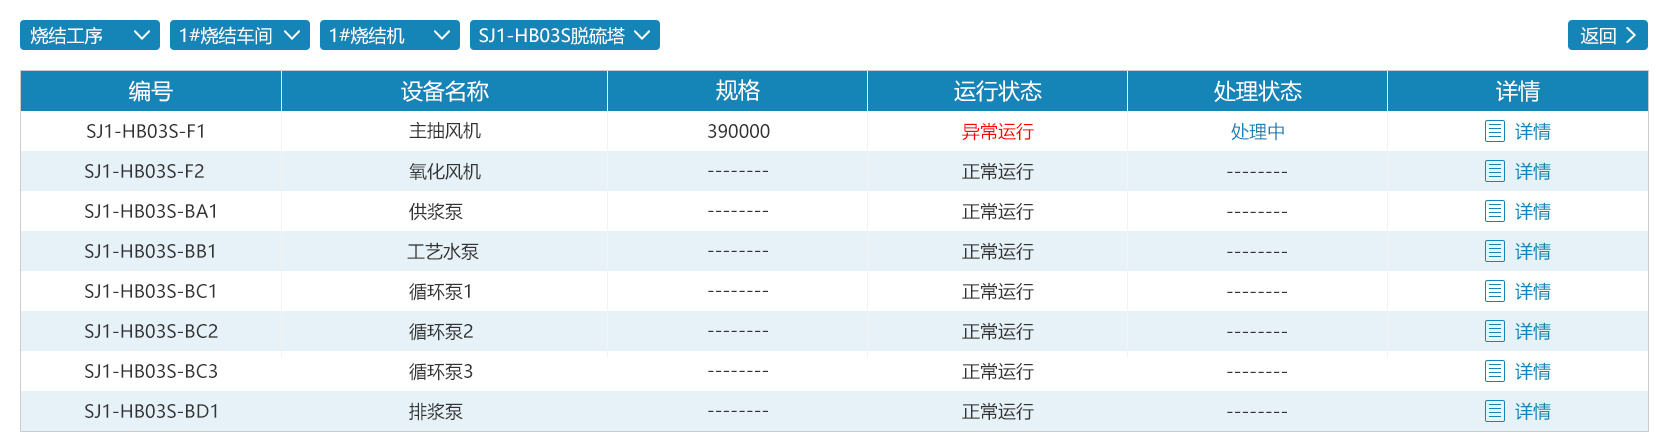 烧结工序 1#烧结车间 1#烧结机 SJ1-HB03S脱硫塔 返回
编号 设备名称 规格 运行状态 处理状态 详情
SJ1-HB03S-F1 主抽风机 390000 异常运行 处理中 详情
SJ1-HB03S-F2 氧化风机 -------- 正常运行 -------- 详情
SJ1-HB03S-BA1 供浆泵 -------- 正常运行 -------- 详情
SJ1-HB03S-BB1 工艺水泵 -------- 正常运行 -------- 详情
SJ1-HB03S-BC1 循环泵1 -------- 正常运行 -------- 详情
SJ1-HB03S-BC2 循环泵2 -------- 正常运行 -------- 详情
SJ1-HB03S-BC3 循环泵3 -------- 正常运行 -------- 详情
SJ1-HB03S-BD1 排浆泵 -------- 正常运行 -------- 详情